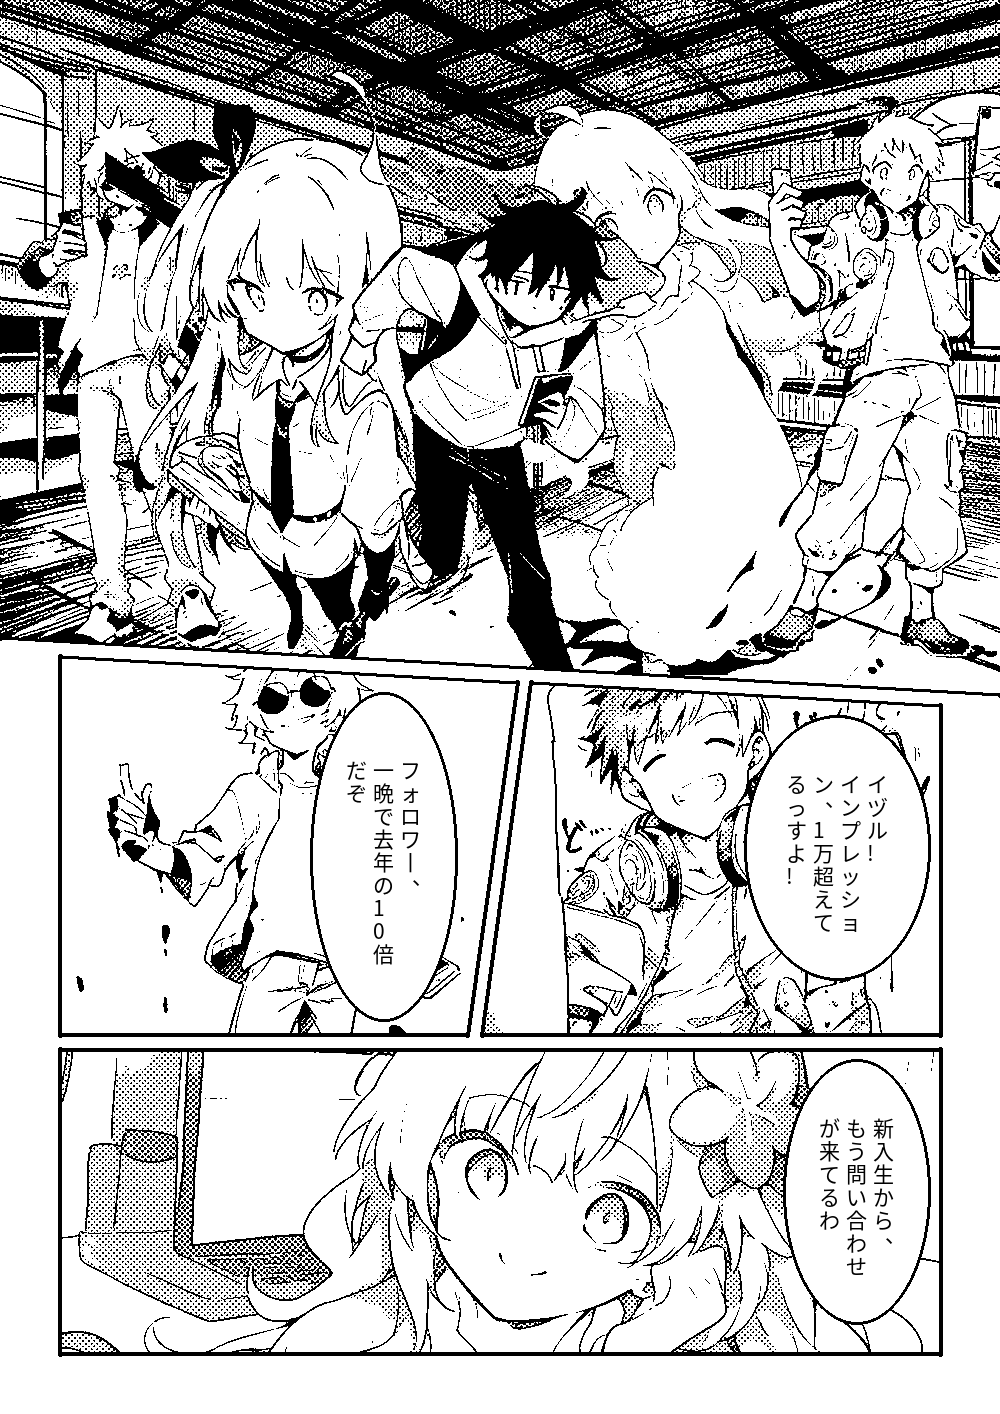 イヅル!
インプレッショ
ン、1万超えて
るっすよ!
ど…
フォロワー、
一晩で去年の10倍
だぞ
新入生から、
もう問い合わせ
が来てるわ